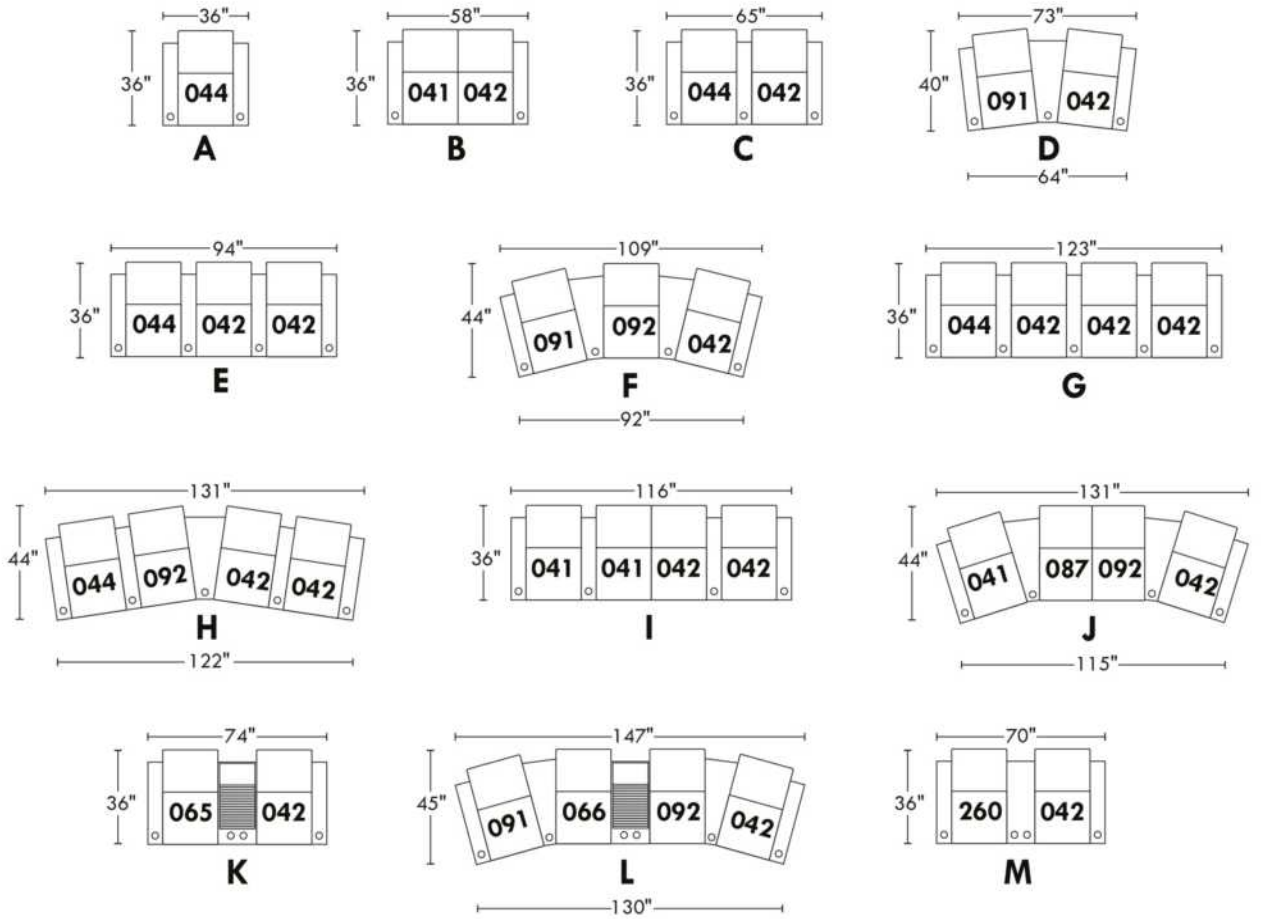 36" 58" 65" 73"
36" 044 36" 041 042 36" 044 042 40" 091 042
A B C D
64"
94" 109" 123"
36" 044 042 042 44" 091 092 042 36" 044 042 042 042
E F G
92"
131" 116" 131"
44" 044 092 042 042 36" 041 041 042 042 44" 041 087 092 042
H I J
122" 115"
74" 147" 70"
36" 065 042 45" 091 066 092 042 36" 260 042
K L M
130"